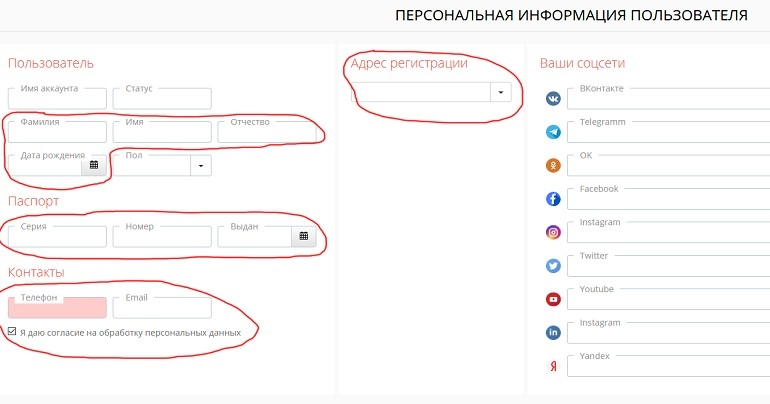 ПЕРСОНАЛЬНАЯ ИНФОРМАЦИЯ ПОЛЬЗОВАТЕЛЯ
Пользователь
Имя аккаунта Статус
Фамилия Имя Отчество
Дата рождения Пол
Паспорт
Серия Номер Выдан
Контакты
Телефон Email
Я даю согласие на обработку персональных данных
Адрес регистрации
Ваши соцсети
ВКонтакте
Telegramm
OK
Facebook
Instagram
Twitter
Youtube
in Instagram
Я Yandex